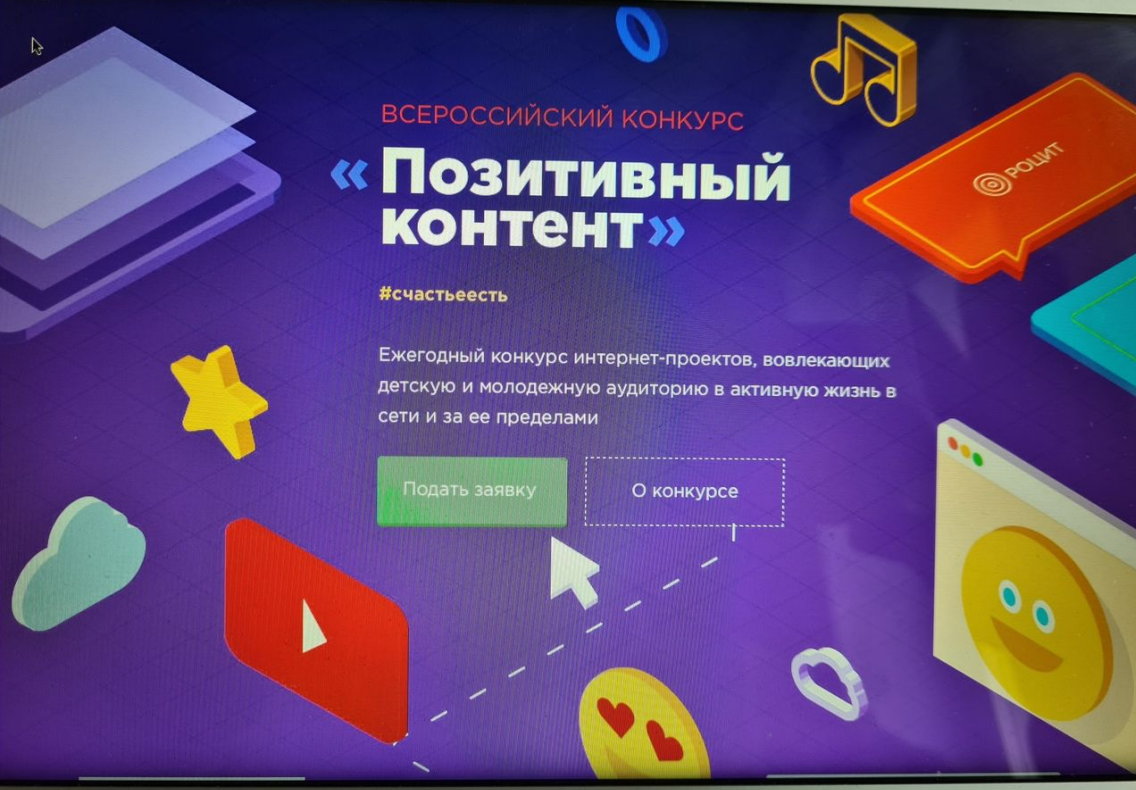 ВСЕРОССИЙСКИЙ КОНКУРС
«Позитивный
контент»
РОЦИТ
#счастьеесть
Ежегодный конкурс интернет-проектов, вовлекающих
детскую и молодежную аудиторию в активную жизнь в
сети и за ее пределами
Подать заявку
О конкурсе